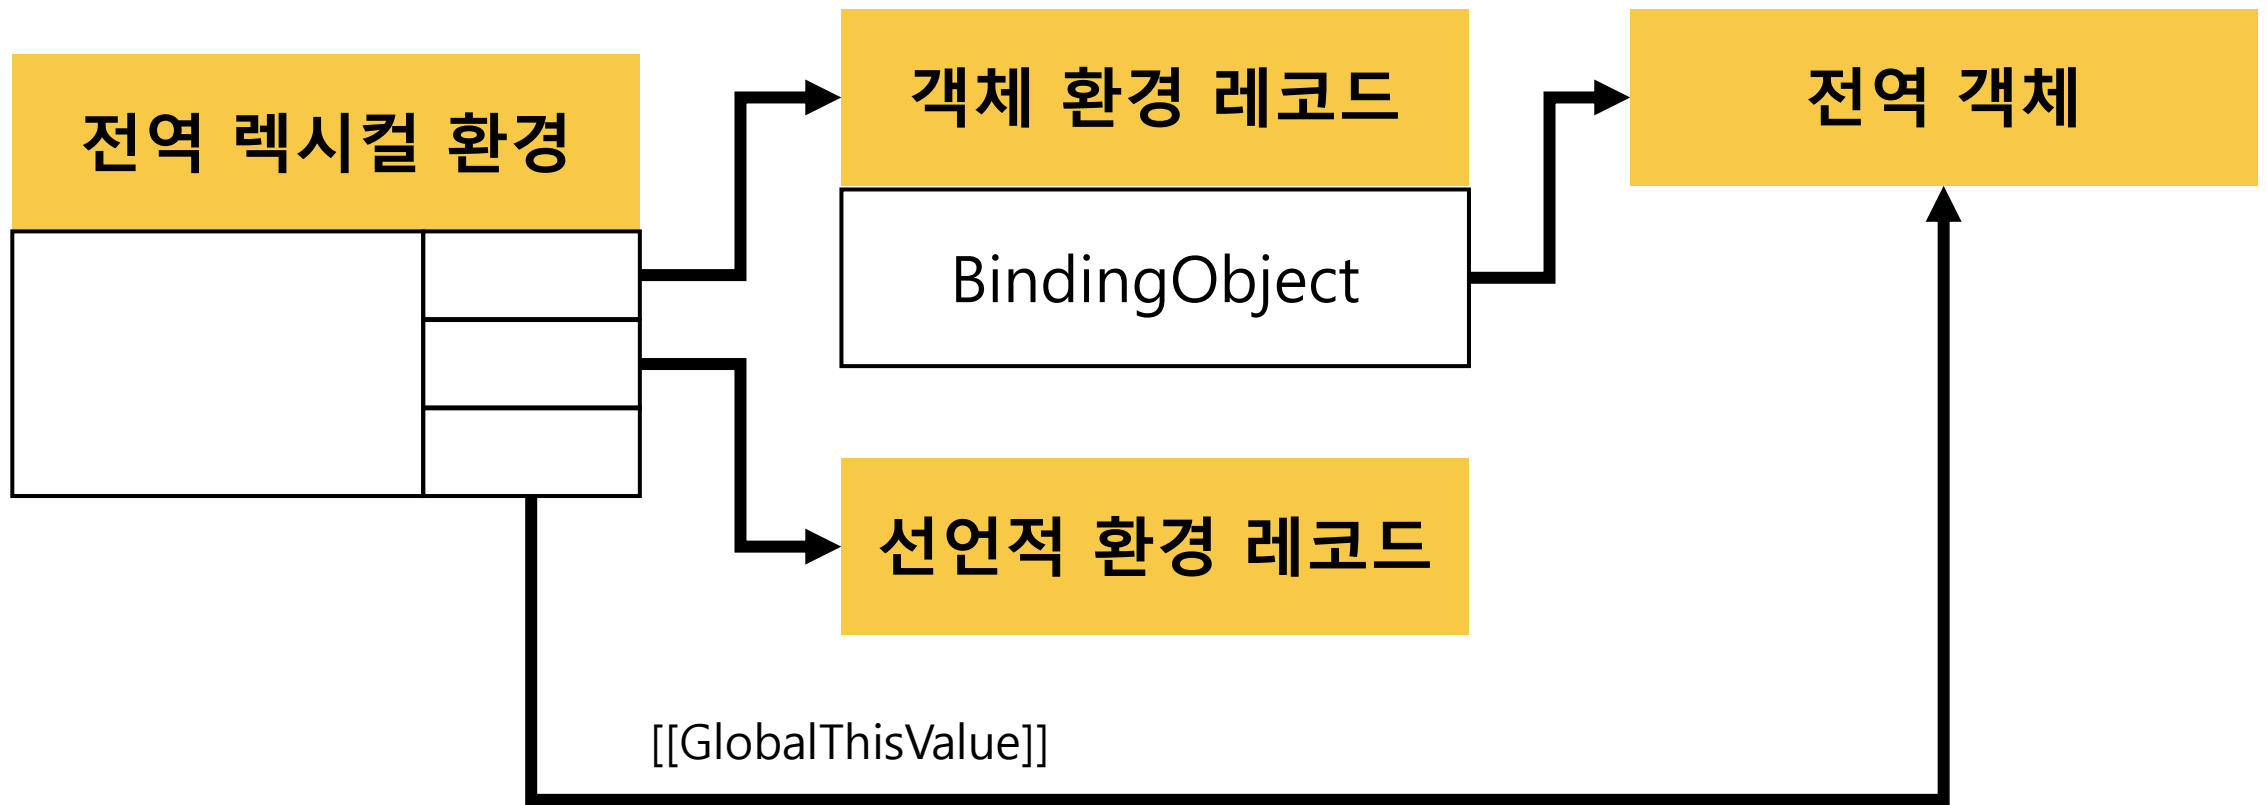 전역 렉시컬 환경
객체 환경 레코드
전역 객체
BindingObject
선언적 환경 레코드
[[GlobalThisValue]]